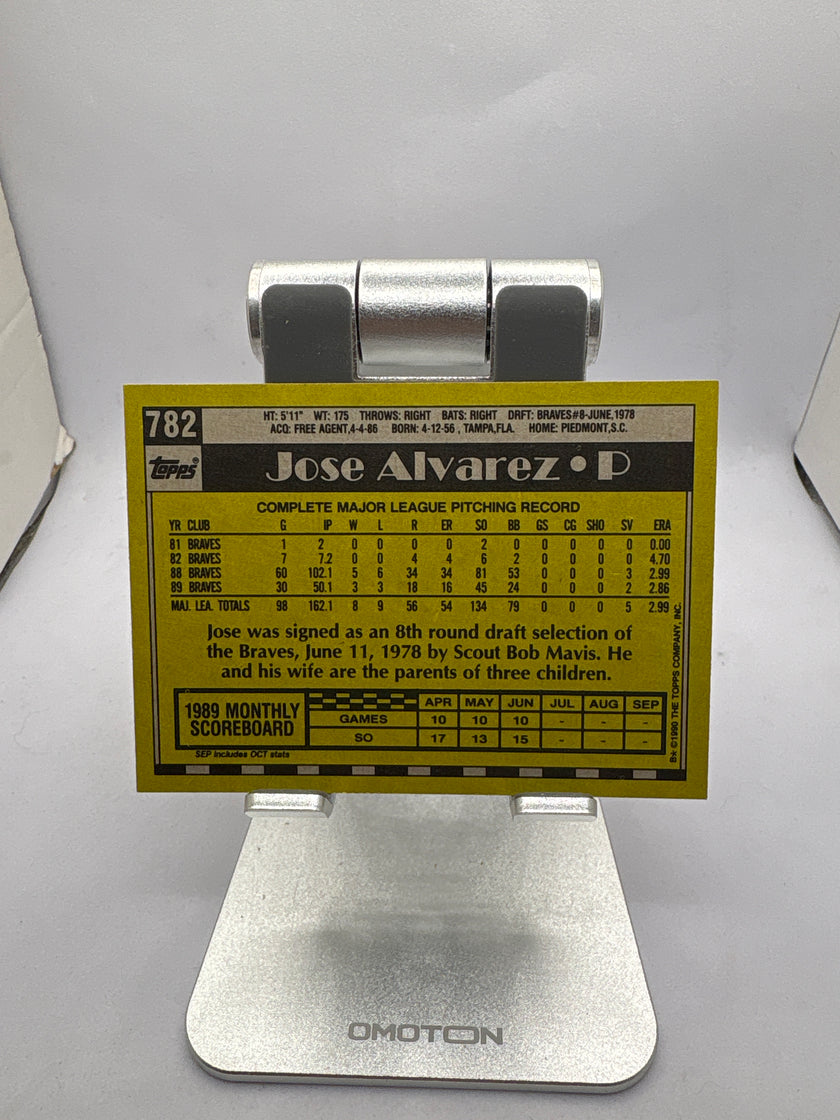 782
HT: 5'11" WT: 175 THROWS: RIGHT BATS: RIGHT DRFT: BRAVES#8-JUNE,1978
ACQ: FREE AGENT,4-4-86 BORN: 4-12-56 , TAMPA,FLA. HOME: PIEDMONT,S.C.
Topps® Jose Alvarez • P
COMPLETE MAJOR LEAGUE PITCHING RECORD
YR CLUB G IP W L R ER SO BB GS CG SHO SV ERA
81 BRAVES 1 2 0 0 0 0 2 0 0 0 0 0 0.00
82 BRAVES 7 7.2 0 0 4 4 6 2 0 0 0 0 4.70
88 BRAVES 60 102.1 5 6 34 34 81 53 0 0 0 3 2.99
89 BRAVES 30 50.1 3 3 18 16 45 24 0 0 0 2 2.86
MAJ. LEA. TOTALS 98 162.1 8 9 56 54 134 79 0 0 0 5 2.99
Jose was signed as an 8th round draft selection of
the Braves, June 11, 1978 by Scout Bob Mavis. He
and his wife are the parents of three children.
1989 MONTHLY
SCOREBOARD
APR MAY JUN JUL AUG SEP
GAMES 10 10 10 - - -
SO 17 13 15 - - -
SEP includes OCT stats
B* ©1990 THE TOPPS COMPANY, INC.
OMOTON